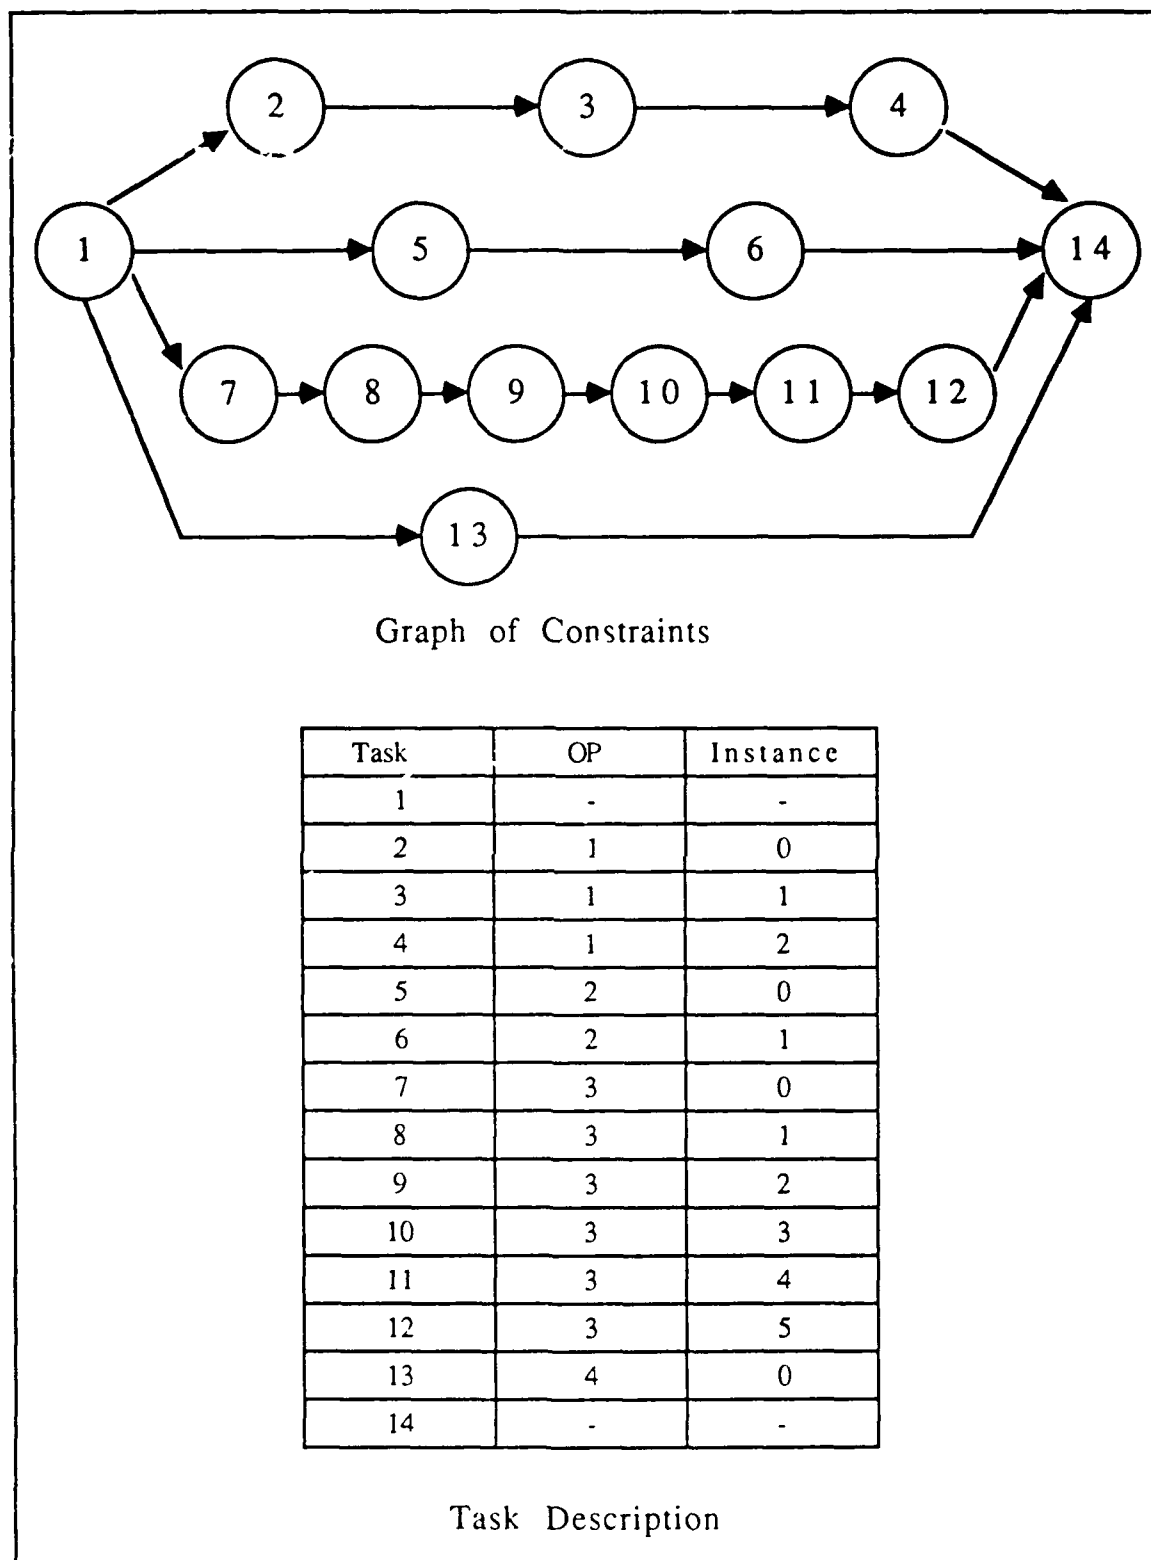 2 3 4
1 5 6 14
7 8 9 10 11 12
13
Graph of Constraints
Task OP Instance
1 - -
2 1 0
3 1 1
4 1 2
5 2 0
6 2 1
7 3 0
8 3 1
9 3 2
10 3 3
11 3 4
12 3 5
13 4 0
14 - -
Task Description